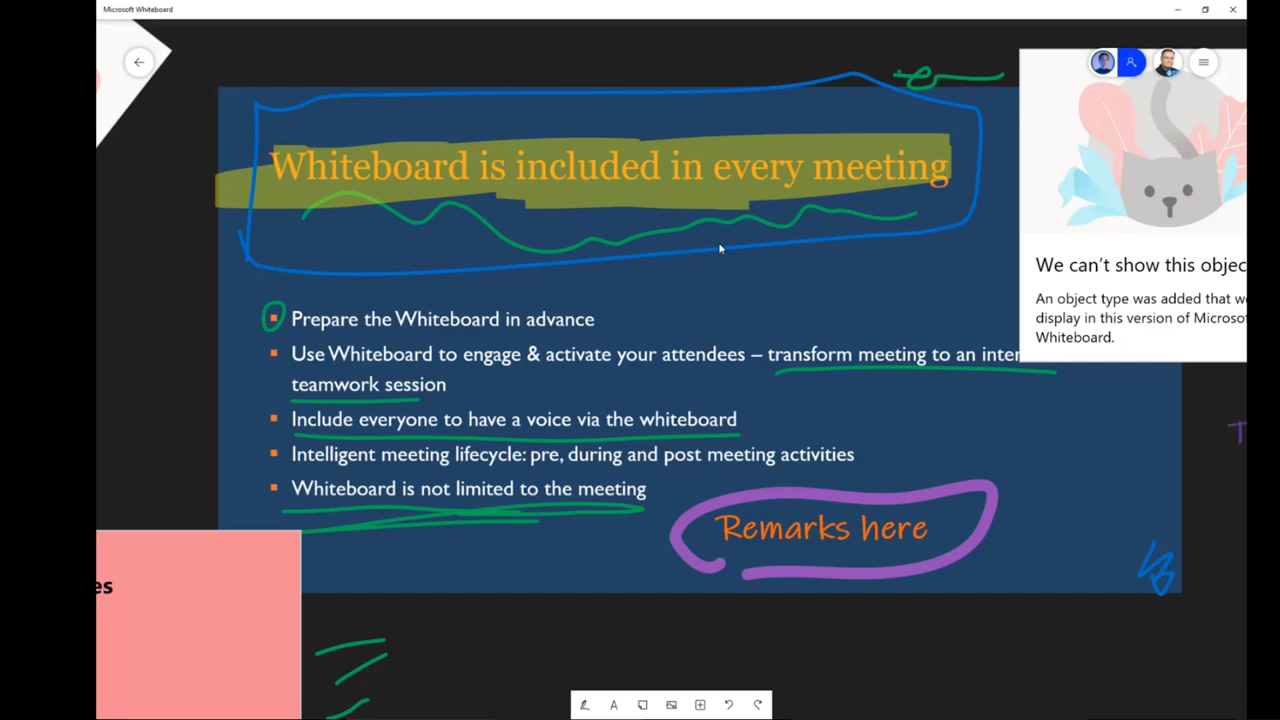 Microsoft Whiteboard
Whiteboard is included in every meeting
We can't show this objec
An object type was added that we
display in this version of Microsof
Whiteboard.
Prepare the Whiteboard in advance
Use Whiteboard to engage & activate your attendees – transform meeting to an inter
teamwork session
Include everyone to have a voice via the whiteboard
Intelligent meeting lifecycle: pre, during and post meeting activities
Whiteboard is not limited to the meeting
Remarks here
es